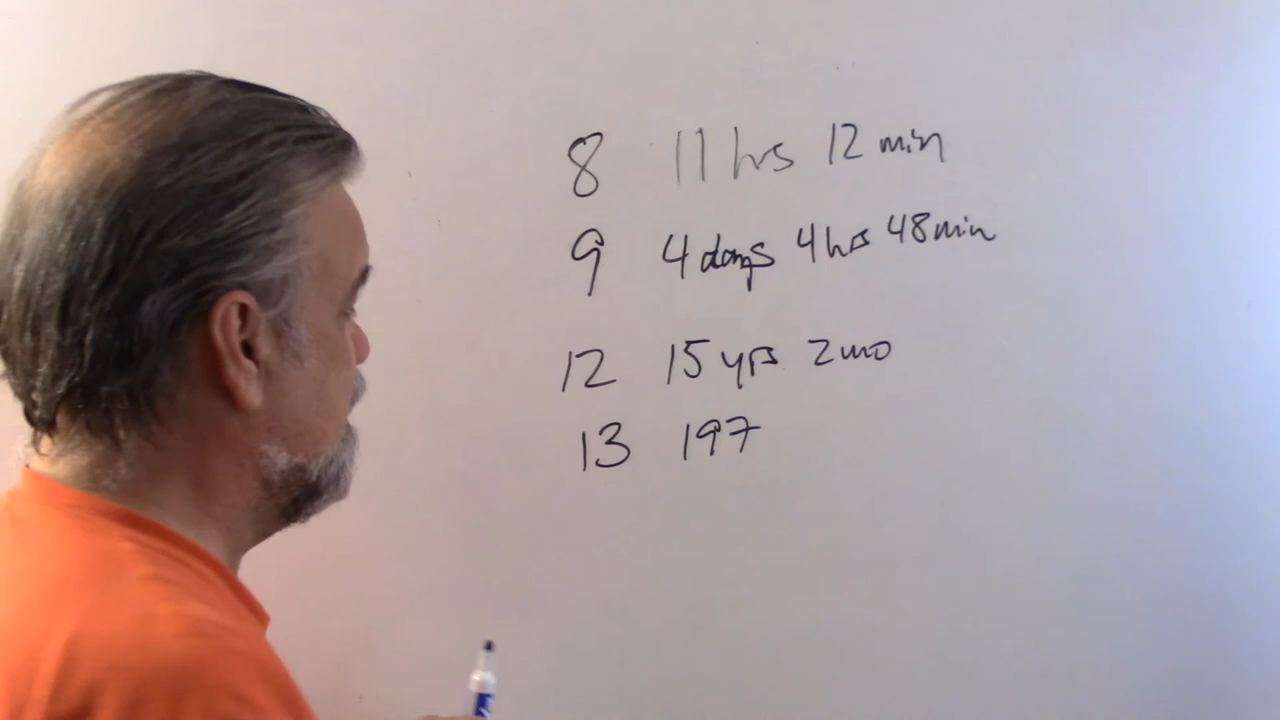 8 11 hrs 12 min
9 4 days 4 hrs 48 min
12 15 yrs 2 mo
13 197